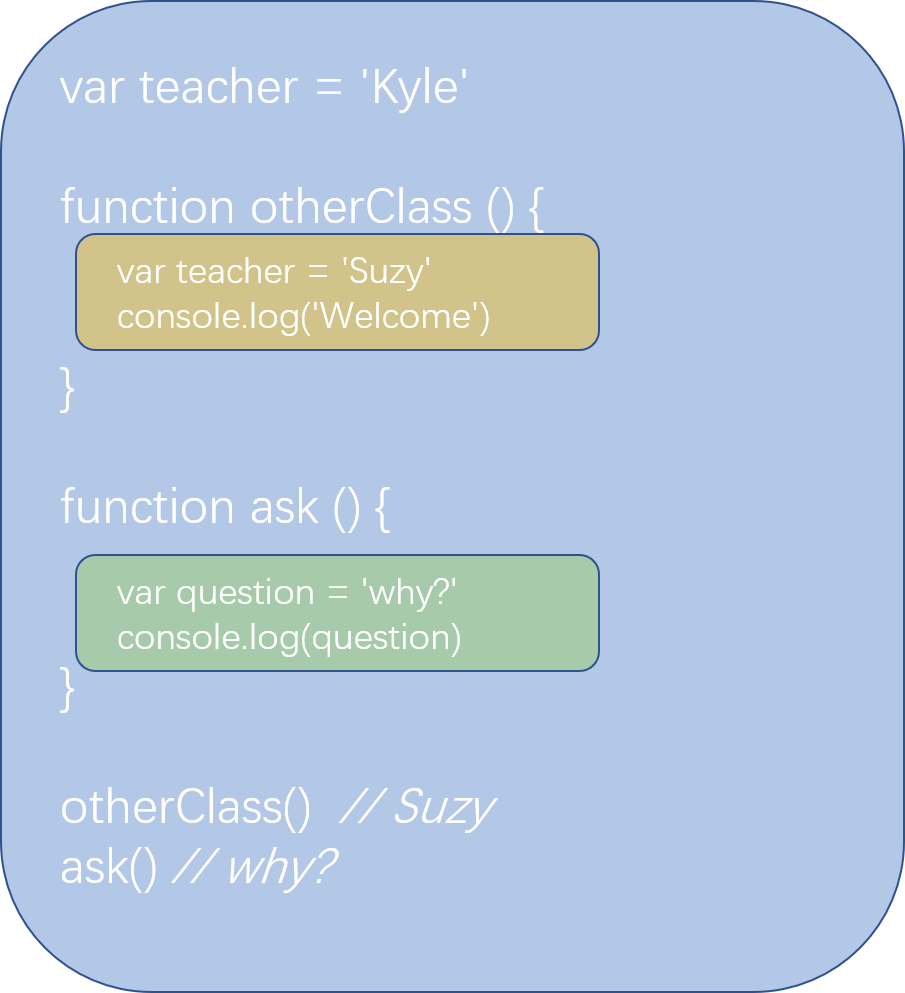 var teacher = 'Kyle'
function otherClass () {
var teacher = 'Suzy'
console.log('Welcome')
}
function ask () {
var question = 'why?'
console.log(question)
}
otherClass() // Suzy
ask() // why?